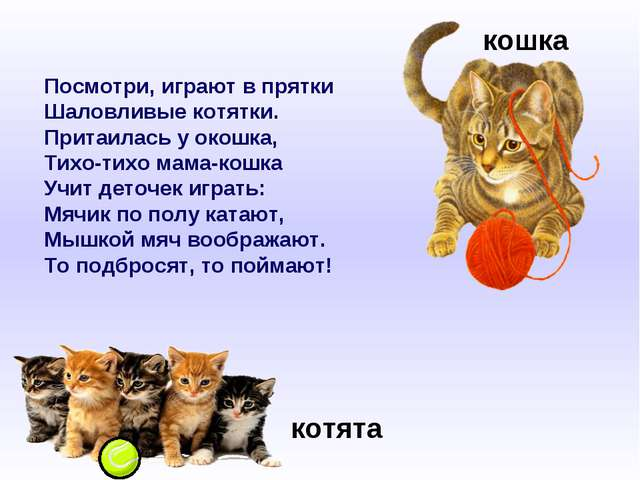 кошка
Посмотри, играют в прятки
Шаловливые котятки.
Притаилась у окошка,
Тихо-тихо мама-кошка
Учит деточек играть:
Мячик по полу катают,
Мышкой мяч воображают.
То подбросят, то поймают!
котята